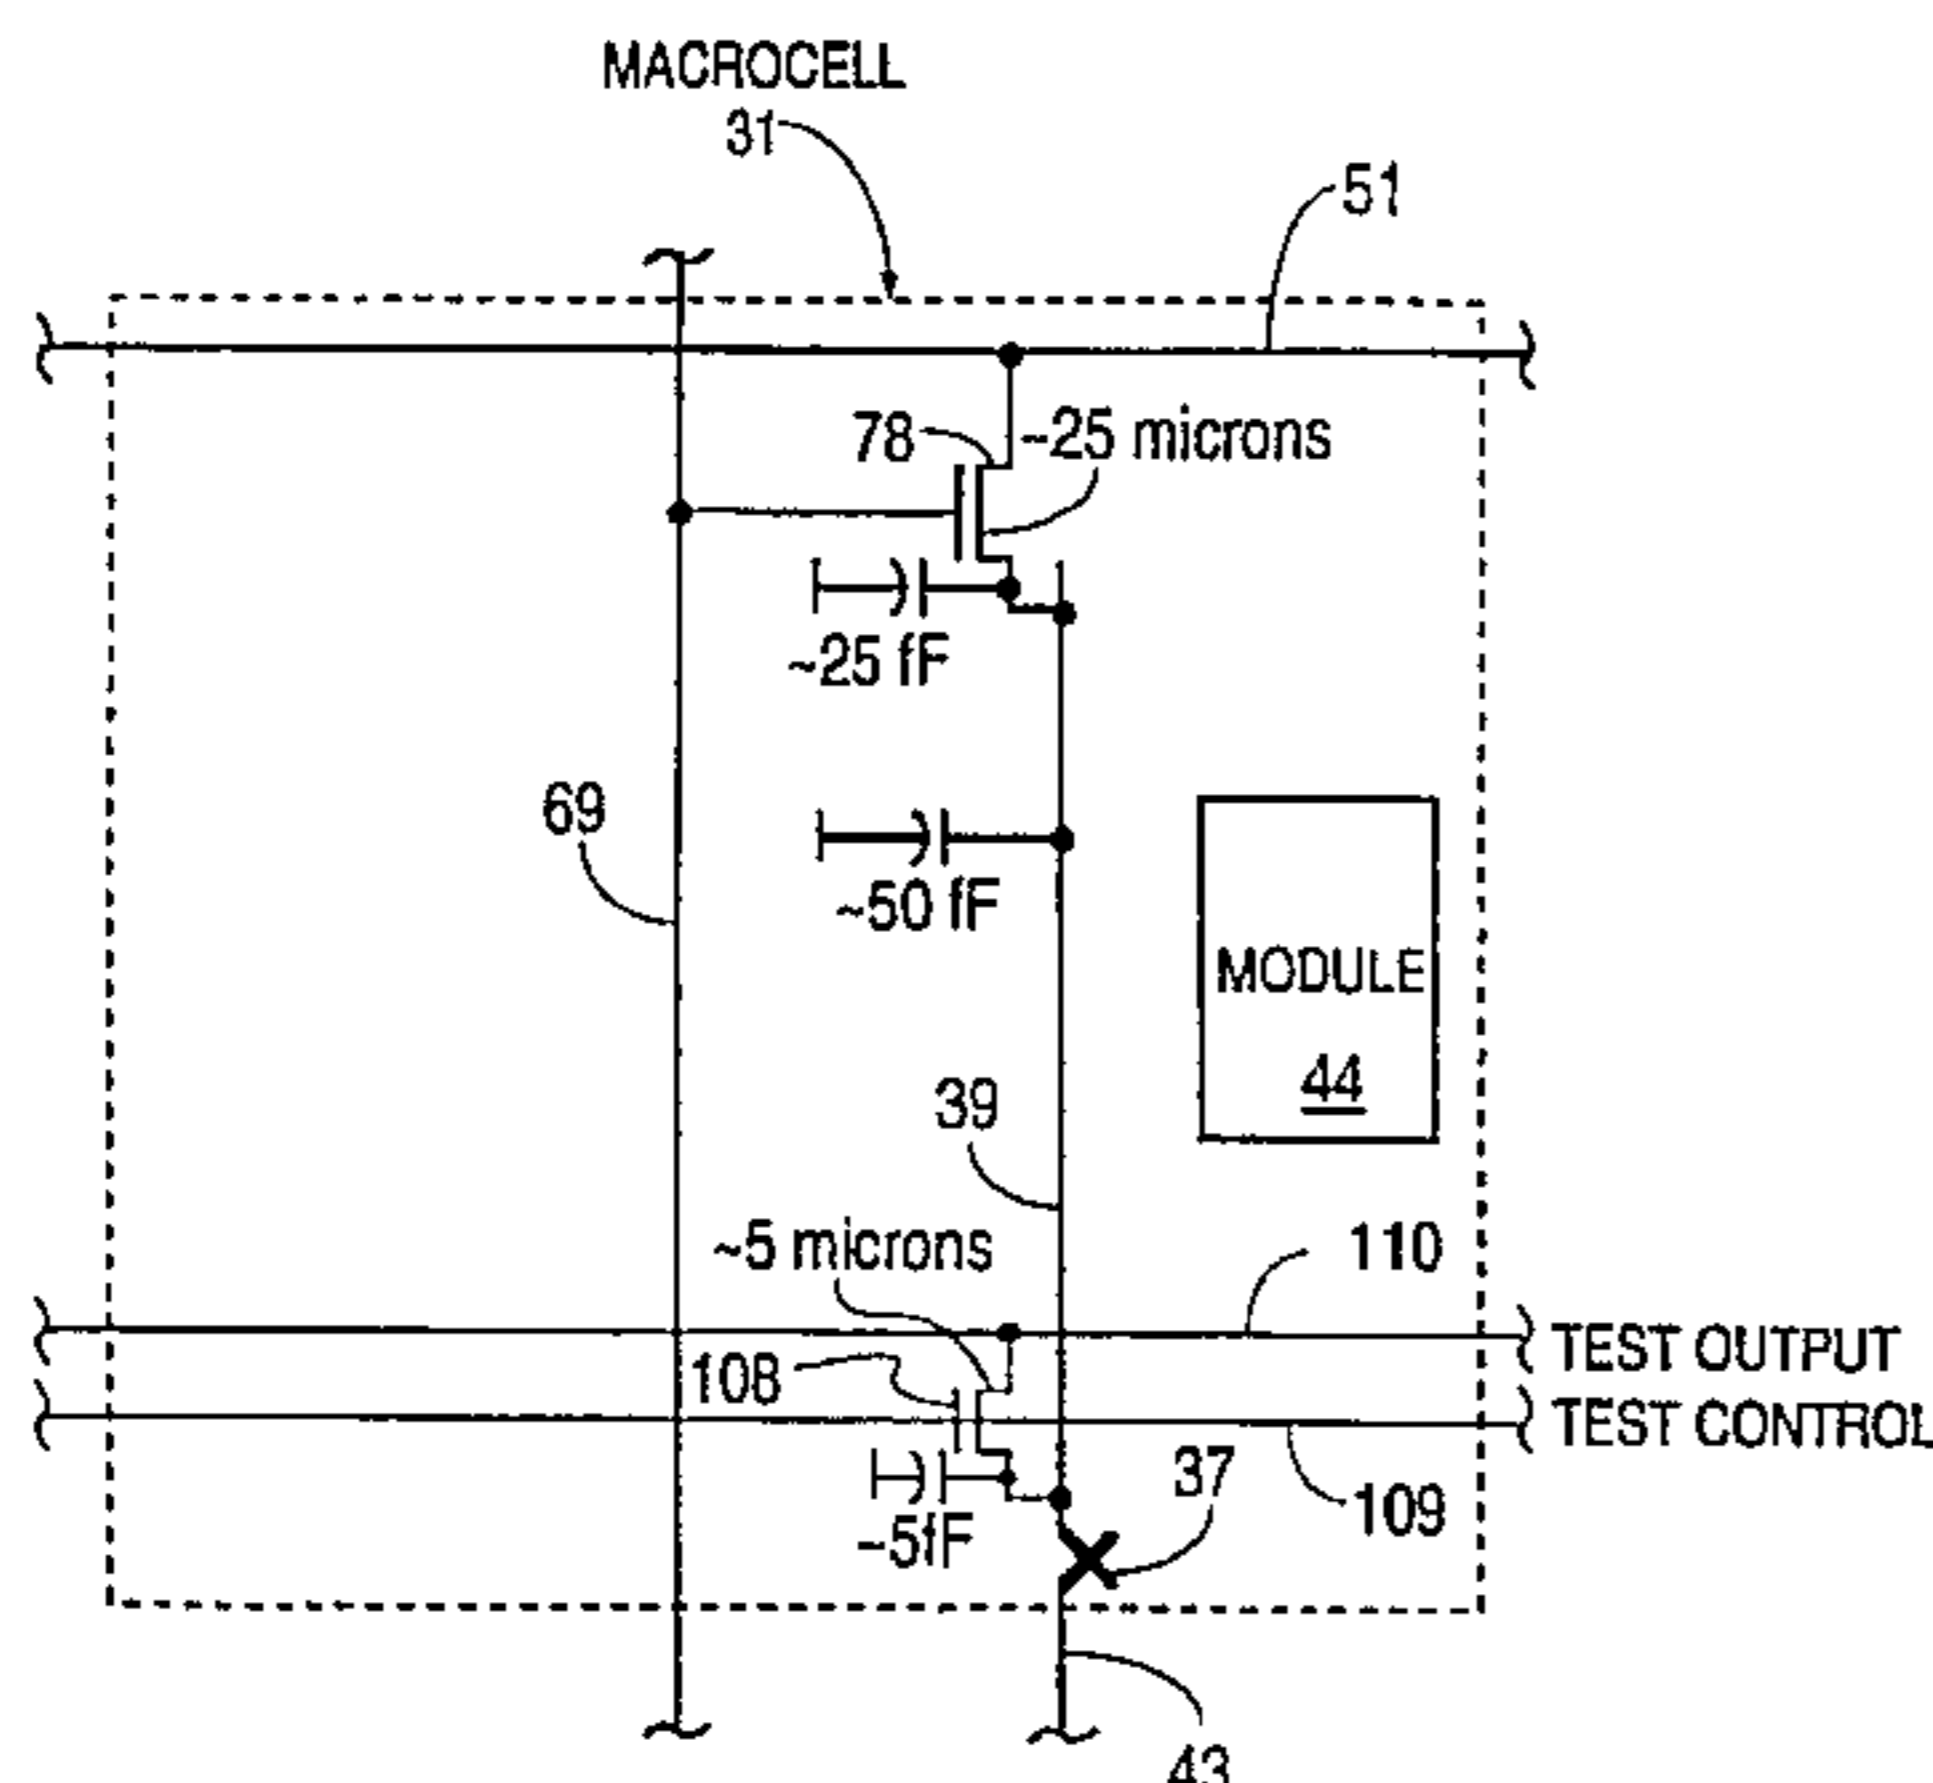 MACROCELL
31
51
78
~25 microns
~25 fF
69
~50 fF
MODULE
44
39
~5 microns
110
TEST OUTPUT
108
TEST CONTROL
37
109
~5fF
43